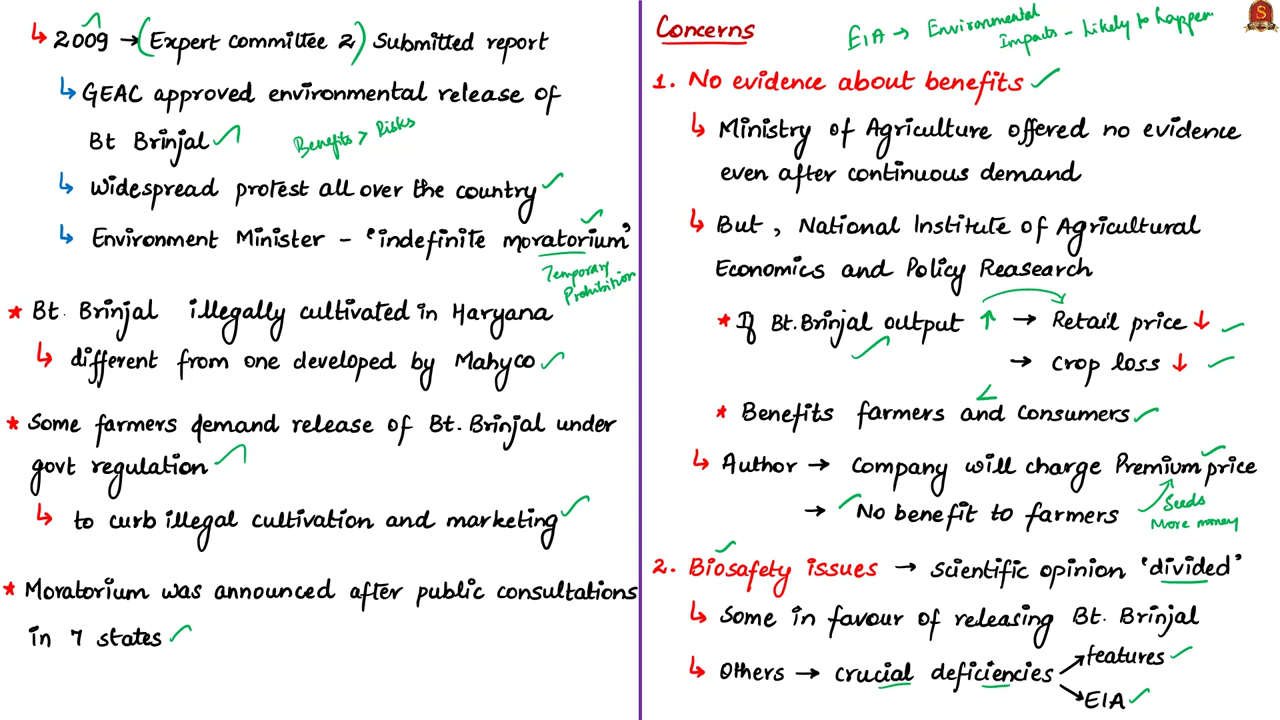 ↳ 2009 → (Expert committee 2) Submitted report
↳ GEAC approved environmental release of
Bt Brinjal
Benefits > Risks
↳ Widespread protest all over the country
↳ Environment Minister - 'indefinite moratorium'
Temporary
Prohibition
* Bt. Brinjal illegally cultivated in Haryana
↳ different from one developed by Mahyco
* Some farmers demand release of Bt. Brinjal under
govt regulation
↳ to curb illegal cultivation and marketing
* Moratorium was announced after public consultations
in 7 states
Concerns
EIA → Environmental
Impacts - Likely to happen
1. No evidence about benefits
↳ Ministry of Agriculture offered no evidence
even after continuous demand
↳ But, National Institute of Agricultural
Economics and Policy Reasearch
* If Bt. Brinjal output ↑ → Retail price ↓
→ Crop loss ↓
* Benefits farmers and consumers
↳ Author → Company will charge Premium price
→ No benefit to farmers
Seeds
More money
2. Biosafety issues → scientific opinion 'divided'
↳ Some in favour of releasing Bt. Brinjal
↳ Others → crucial deficiencies → features
→ EIA
S